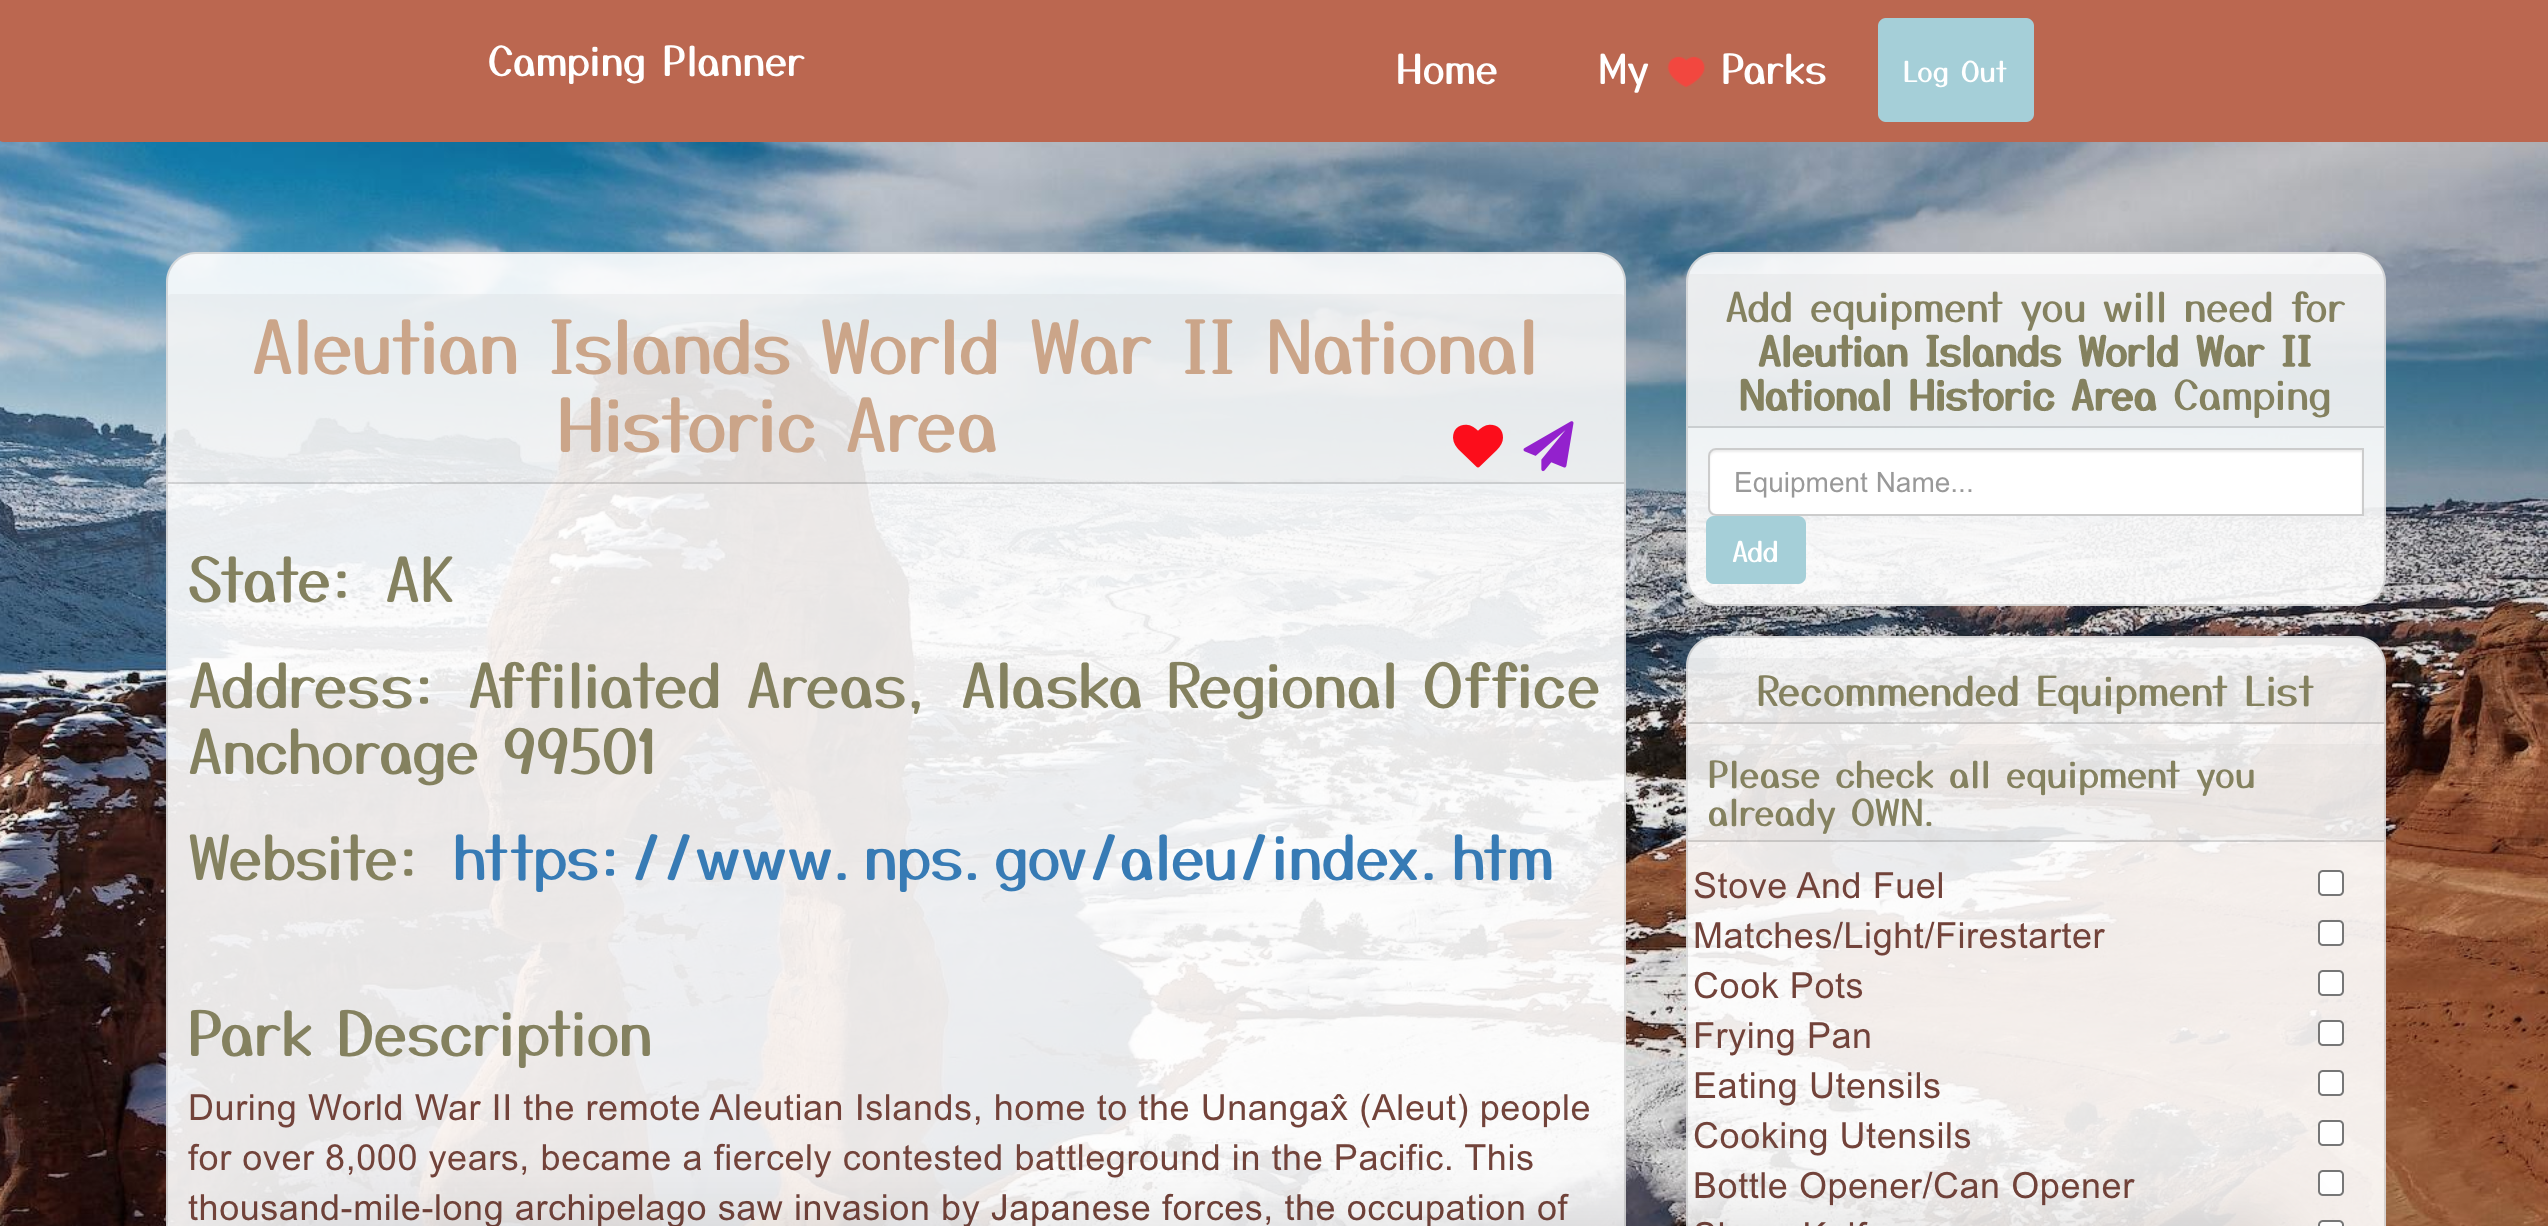 Camping Planner
Home
My Parks
Log Out
Aleutian Islands World War II National
Historic Area
State: AK
Address: Affiliated Areas, Alaska Regional Office
Anchorage 99501
Website: https://www.nps.gov/aleu/index.htm
Park Description
During World War II the remote Aleutian Islands, home to the Unangax̂ (Aleut) people
for over 8,000 years, became a fiercely contested battleground in the Pacific. This
thousand-mile-long archipelago saw invasion by Japanese forces, the occupation of
Add equipment you will need for
Aleutian Islands World War II
National Historic Area Camping
Equipment Name...
Add
Recommended Equipment List
Please check all equipment you
already OWN.
Stove And Fuel
Matches/Light/Firestarter
Cook Pots
Frying Pan
Eating Utensils
Cooking Utensils
Bottle Opener/Can Opener